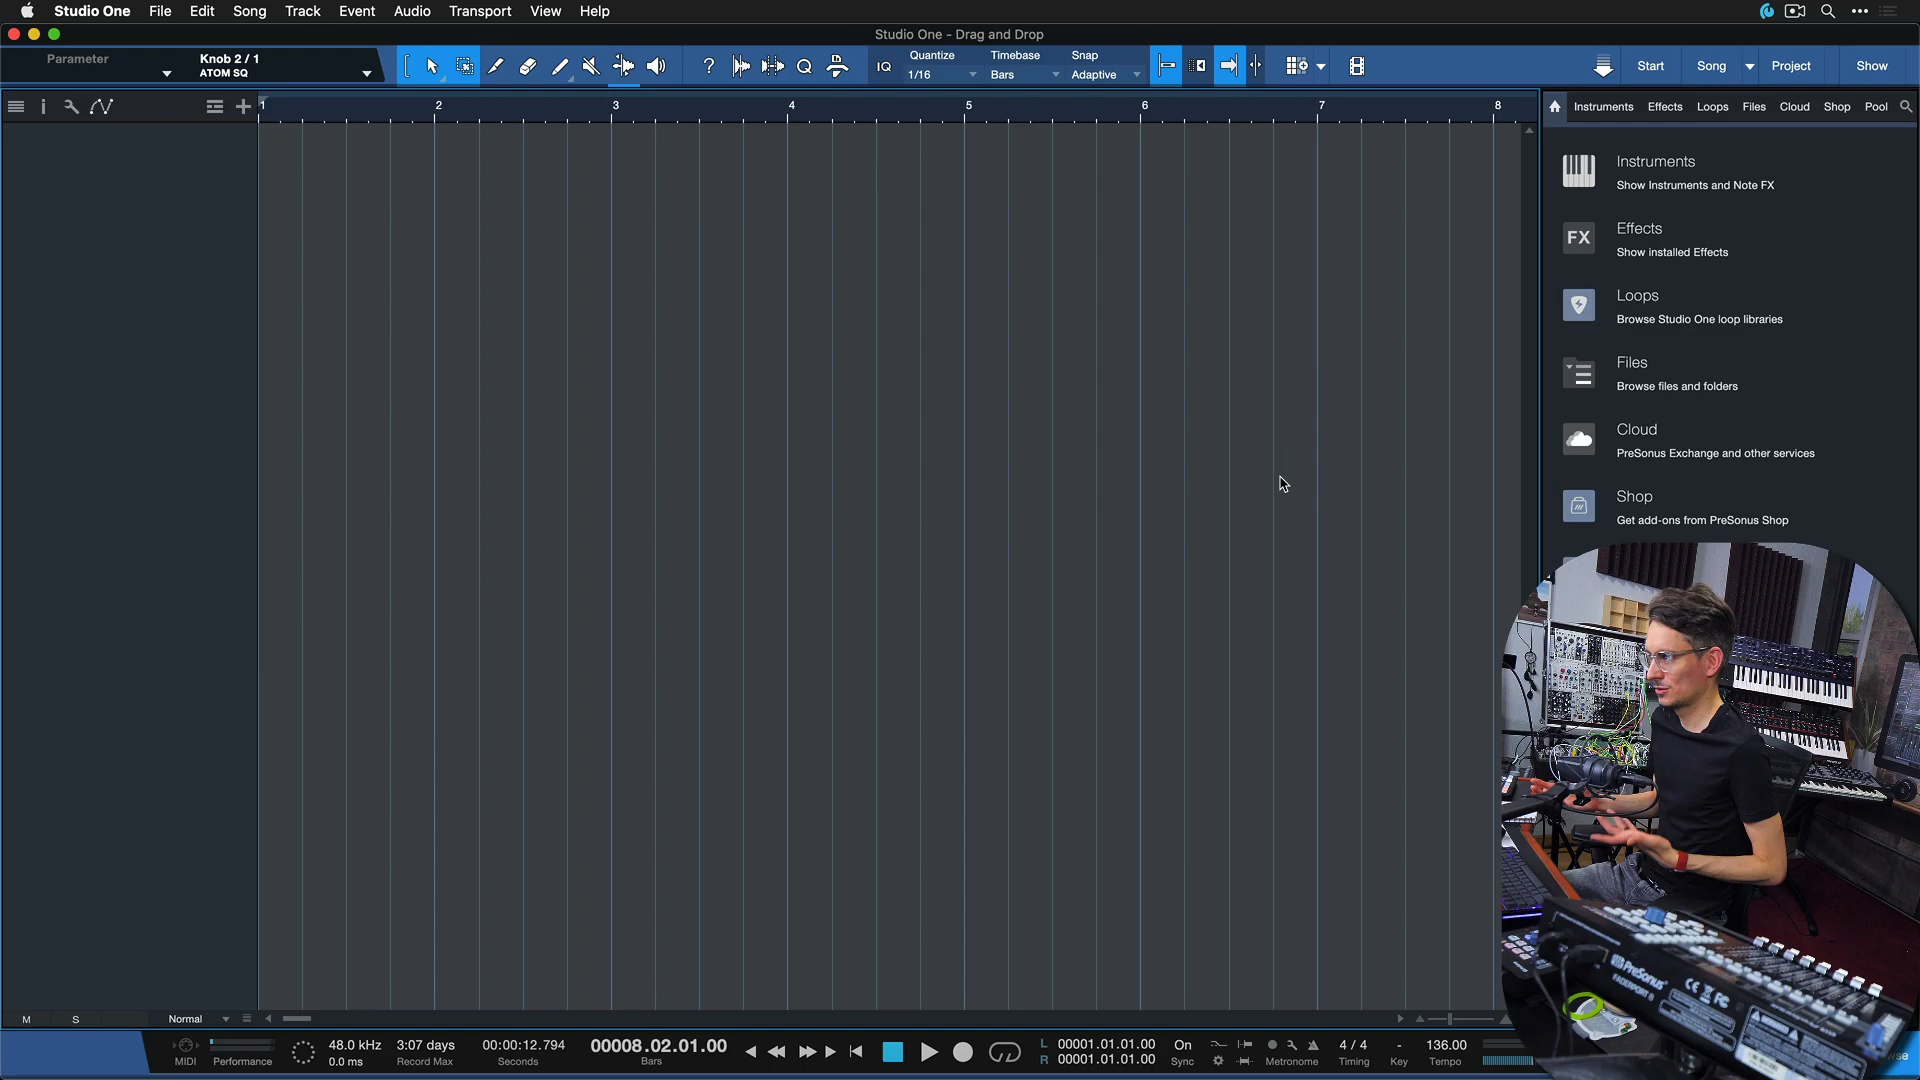 Studio One File Edit Song Track Event Audio Transport View Help
Studio One - Drag and Drop
Parameter
Knob 2 / 1
ATOM SQ
IQ
Quantize
1/16
Timebase
Bars
Snap
Adaptive
Start
Song
Project
Show
1 2 3 4 5 6 7 8
Instruments Effects Loops Files Cloud Shop Pool
Instruments
Show Instruments and Note FX
FX
Effects
Show installed Effects
Loops
Browse Studio One loop libraries
Files
Browse files and folders
Cloud
PreSonus Exchange and other services
Shop
Get add-ons from PreSonus Shop
PreSonus
FADERPORT 8
M S Normal
MIDI
Performance
48.0 kHz
0.0 ms
3:07 days
Record Max
00:00:12.794
Seconds
00008.02.01.00
Bars
L 00001.01.01.00
R 00001.01.01.00
On
Sync
Metronome
4 / 4
Timing
-
Key
136.00
Tempo